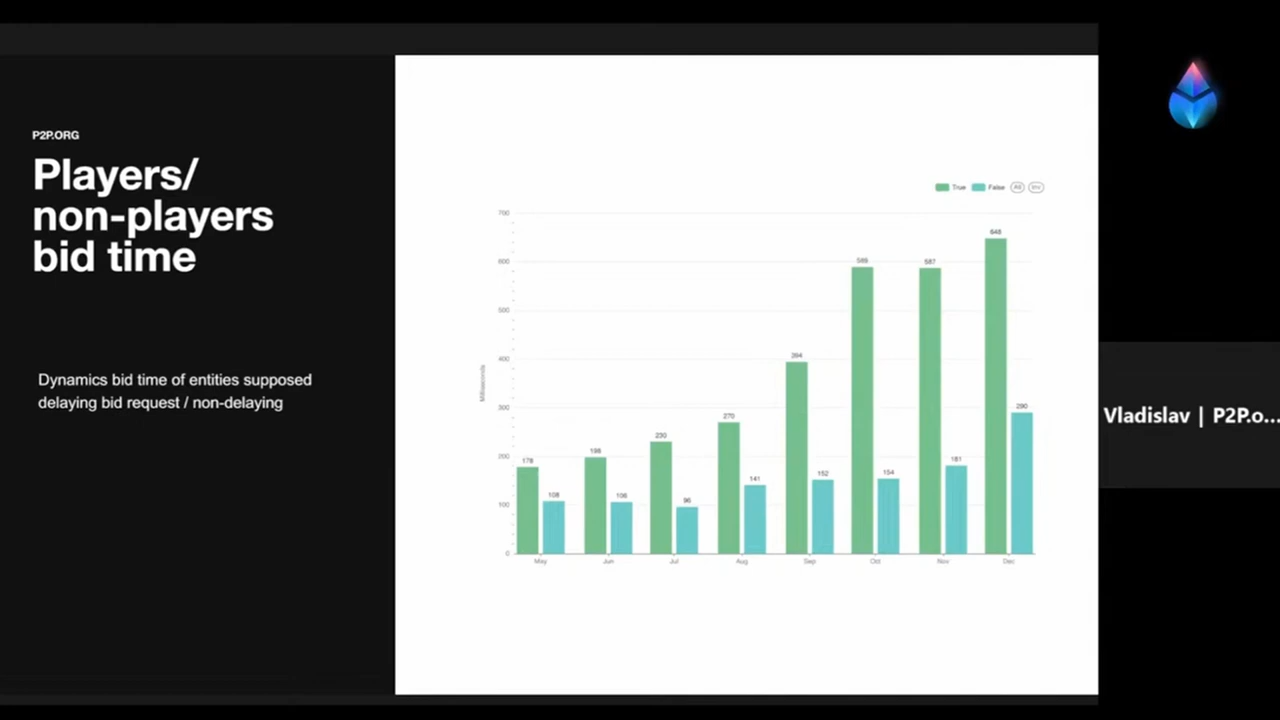 P2P.ORG
Players/
non-players
bid time
Dynamics bid time of entities supposed
delaying bid request / non-delaying
True
False
All
Inv
Milliseconds
700
600
500
400
300
200
100
0
178
108
198
106
230
96
270
141
394
152
589
154
587
181
648
290
May
Jun
Jul
Aug
Sep
Oct
Nov
Dec
Vladislav | P2P.o...